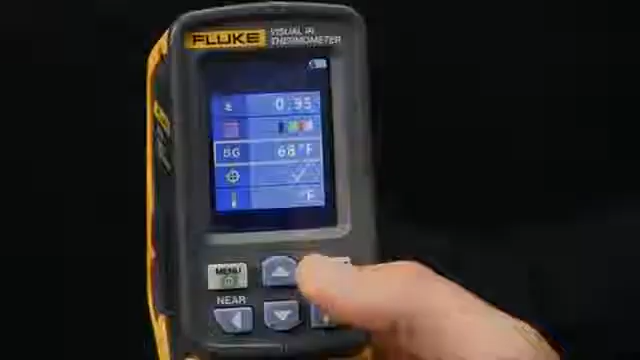 FLUKE
VISUAL IR
THERMOMETER
ε 0.95
BG 68°F
°F
MENU
NEAR